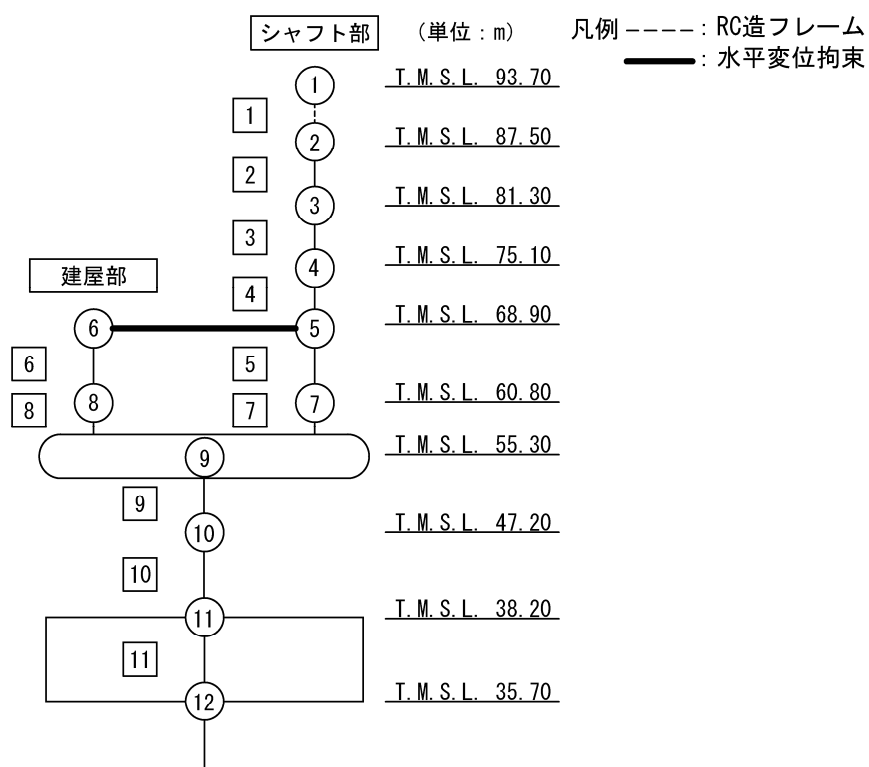 シャフト部 (単位:m) 凡例 ----:RC造フレーム
:水平変位拘束
1 T.M.S.L. 93.70
1
2 T.M.S.L. 87.50
2
3 T.M.S.L. 81.30
3
4 T.M.S.L. 75.10
建屋部
4
6 5 T.M.S.L. 68.90
6 5
8 7 T.M.S.L. 60.80
8 7
9 T.M.S.L. 55.30
9
10 T.M.S.L. 47.20
10
11 T.M.S.L. 38.20
11
12 T.M.S.L. 35.70